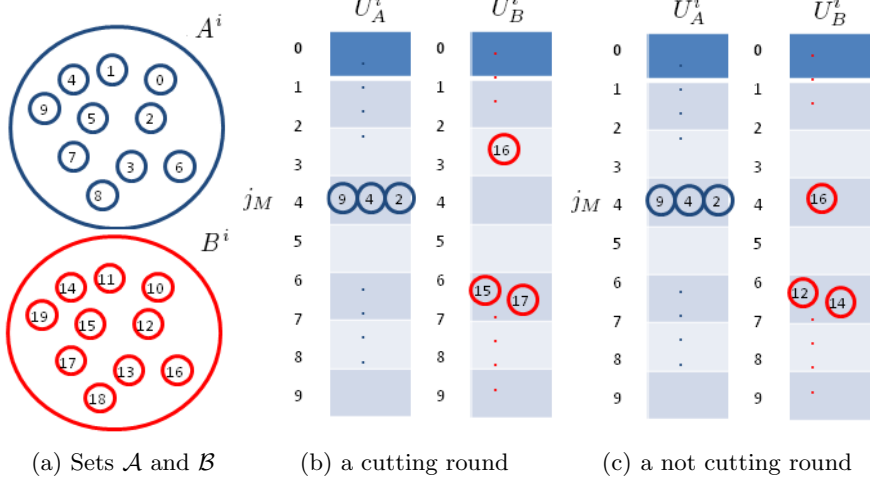 A^i
1
4
0
9
5
2
7
3
6
8
B^i
11
14
10
19
15
12
17
13
16
18
(a) Sets A and B
U_A^i U_B^i
0 0
1 1
2 2
3 3 16
j_M 4 9 4 2 4
5 5
6 6 15 17
7 7
8 8
9 9
(b) a cutting round
U_A^i U_B^i
0 0
1 1
2 2
3 3
j_M 4 9 4 2 4 16
5 5
6 6 12 14
7 7
8 8
9 9
(c) a not cutting round